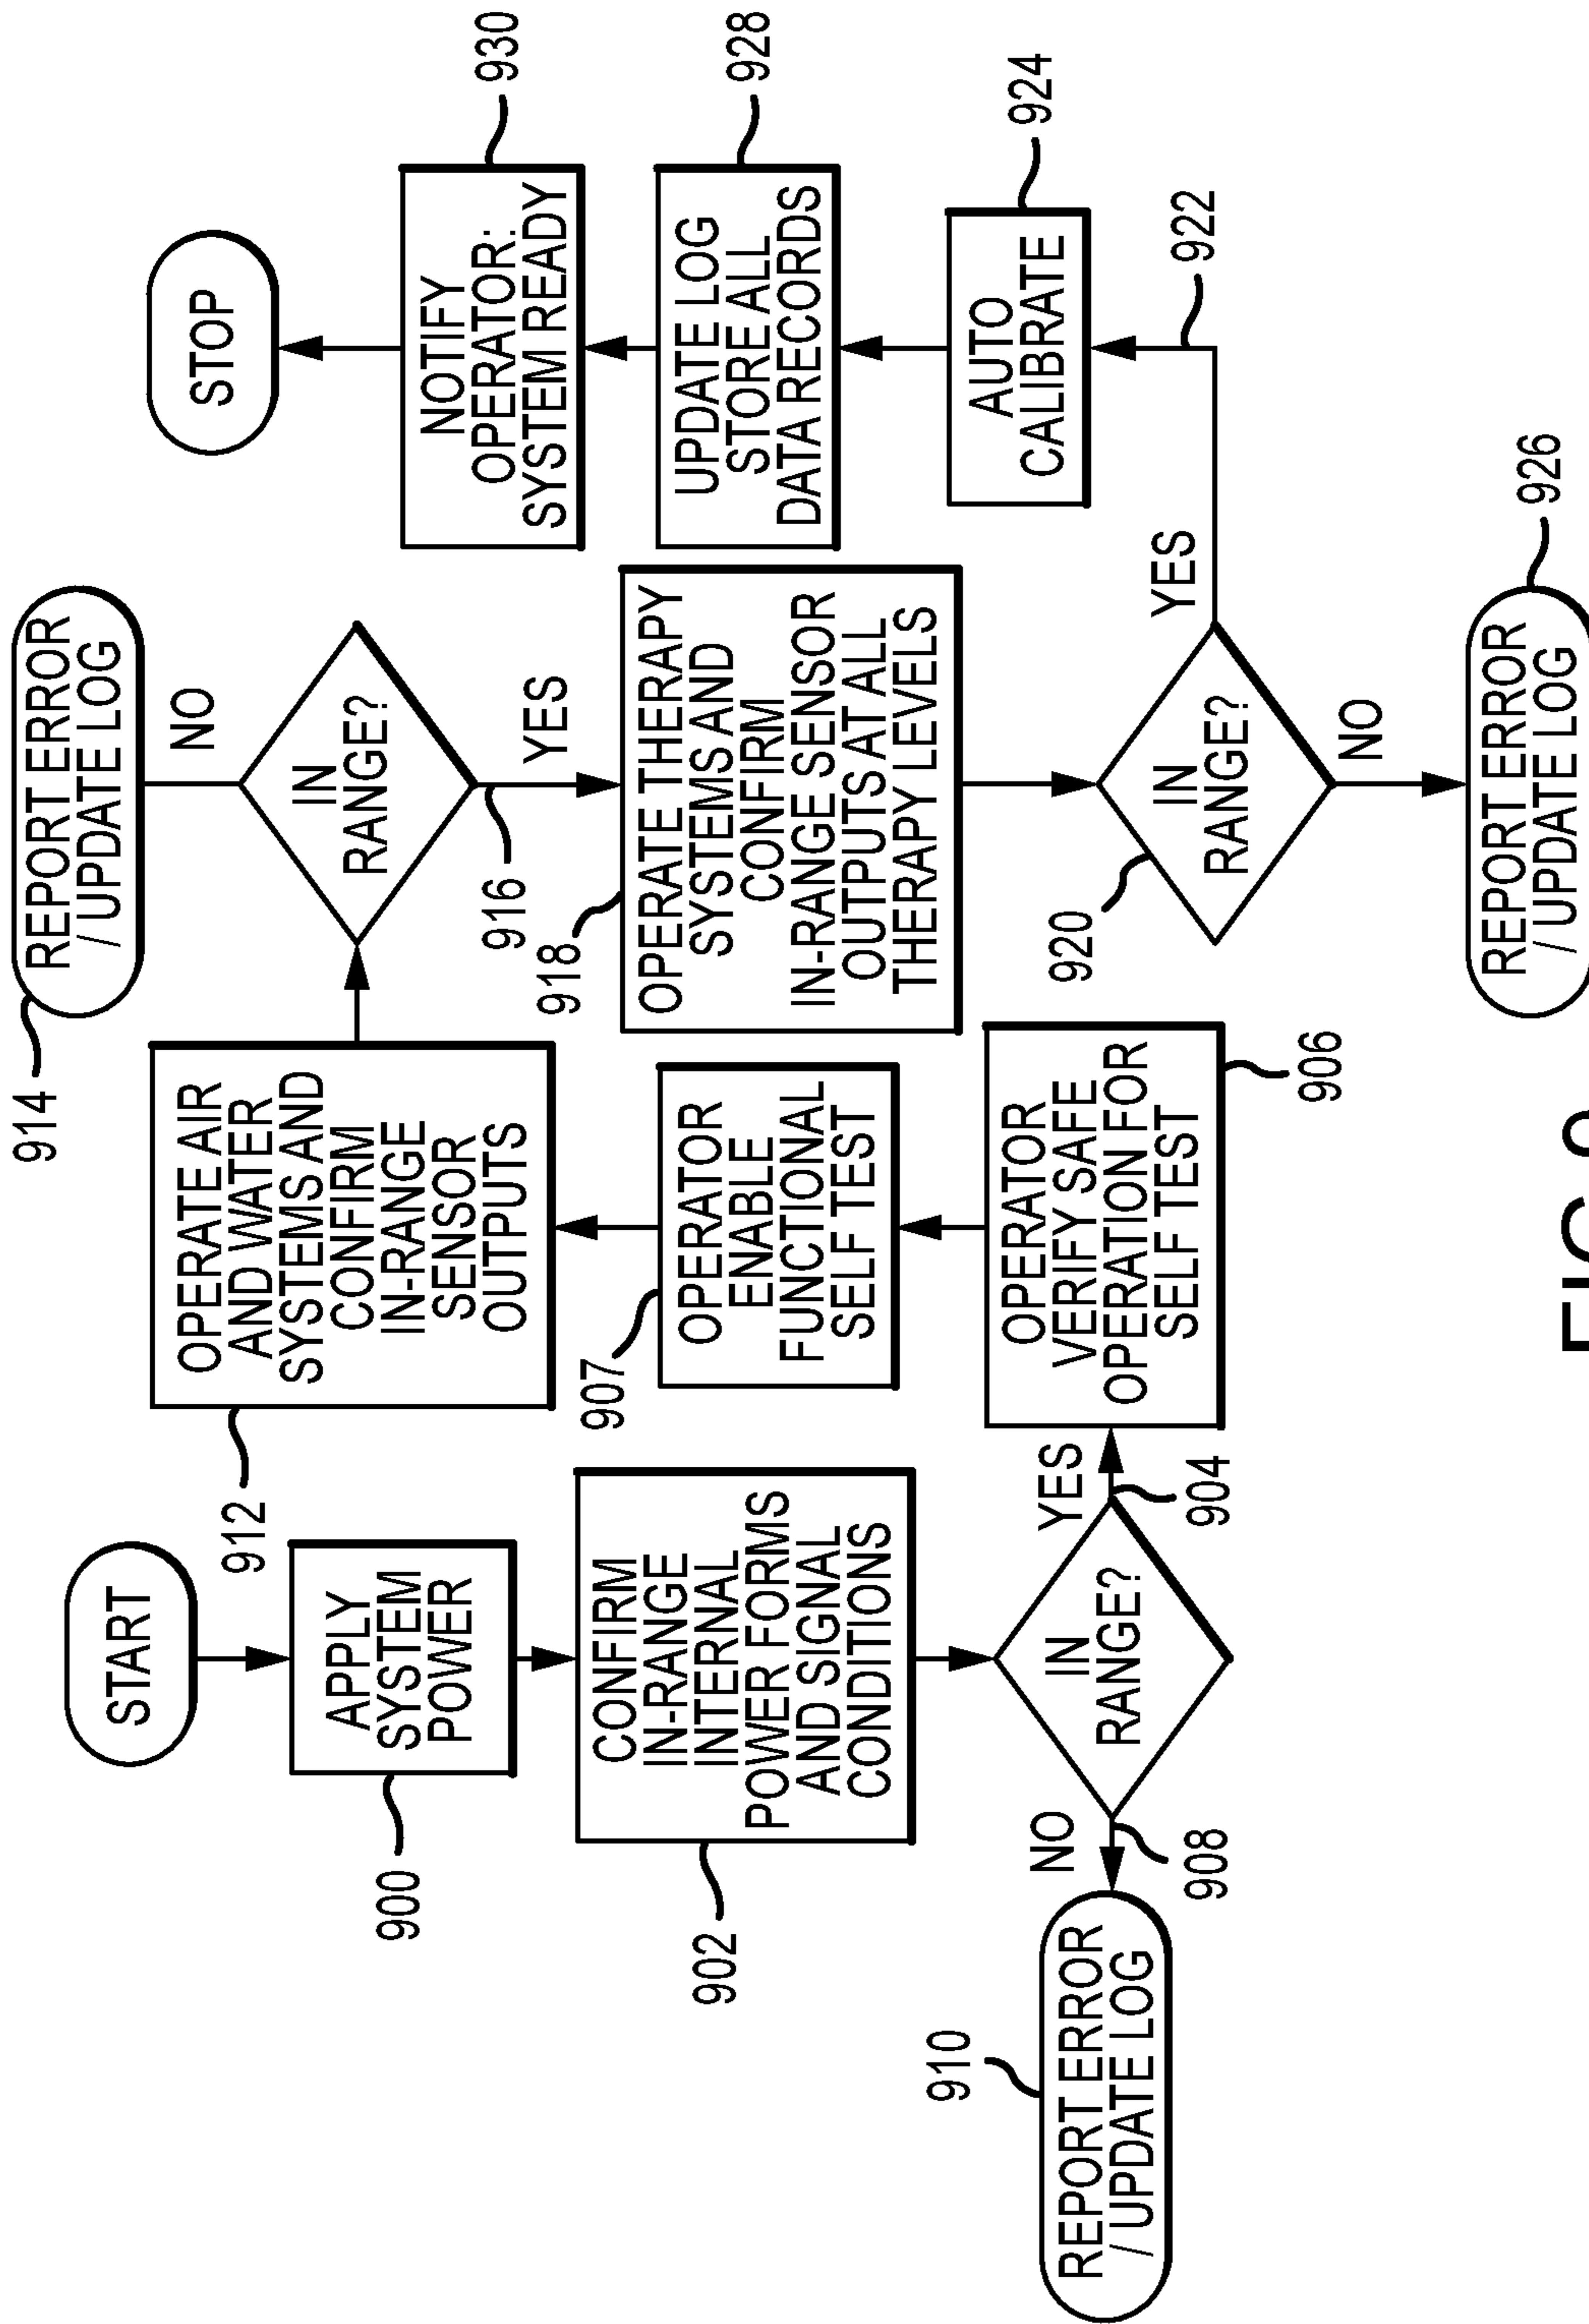 START
APPLY
SYSTEM
POWER
900
CONFIRM
IN-RANGE
INTERNAL
POWER FORMS
AND SIGNAL
CONDITIONS
902
IN
RANGE?
NO
908
REPORT ERROR
/ UPDATE LOG
910
YES
904
OPERATOR
VERIFY SAFE
OPERATION FOR
SELF TEST
906
OPERATOR
ENABLE
FUNCTIONAL
SELF TEST
907
OPERATE AIR
AND WATER
SYSTEMS AND
CONFIRM
IN-RANGE
SENSOR
OUTPUTS
912
IN
RANGE?
NO
REPORT ERROR
/ UPDATE LOG
914
YES
916
OPERATE THERAPY
SYSTEMS AND
CONFIRM
IN-RANGE SENSOR
OUTPUTS AT ALL
THERAPY LEVELS
918
IN
RANGE?
920
NO
REPORT ERROR
/ UPDATE LOG
926
YES
922
AUTO
CALIBRATE
924
UPDATE LOG
STORE ALL
DATA RECORDS
928
NOTIFY
OPERATOR:
SYSTEM READY
930
STOP